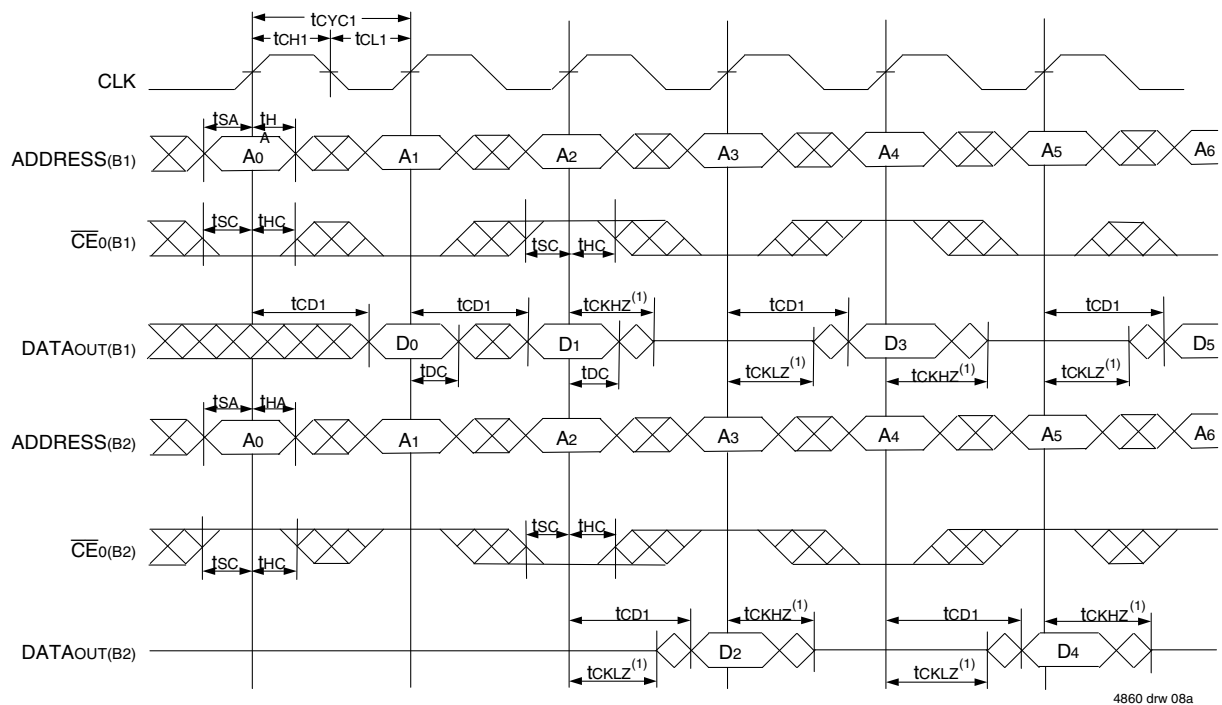 tCYC1
tCH1 tCL1
CLK
tSA tH
A
ADDRESS(B1) A0 A1 A2 A3 A4 A5 A6
tSC tHC
CE0(B1)
tSC tHC
tCD1 tCD1 tCKHZ(1) tCD1 tCD1
DATAOUT(B1) D0 D1 D3 D5
tDC tDC tCKLZ(1) tCKHZ(1) tCKLZ(1)
tSA tHA
ADDRESS(B2) A0 A1 A2 A3 A4 A5 A6
tSC tHC
CE0(B2)
tSC tHC
tCD1 tCKHZ(1) tCD1 tCKHZ(1)
DATAOUT(B2) D2 D4
tCKLZ(1) tCKLZ(1)
4860 drw 08a